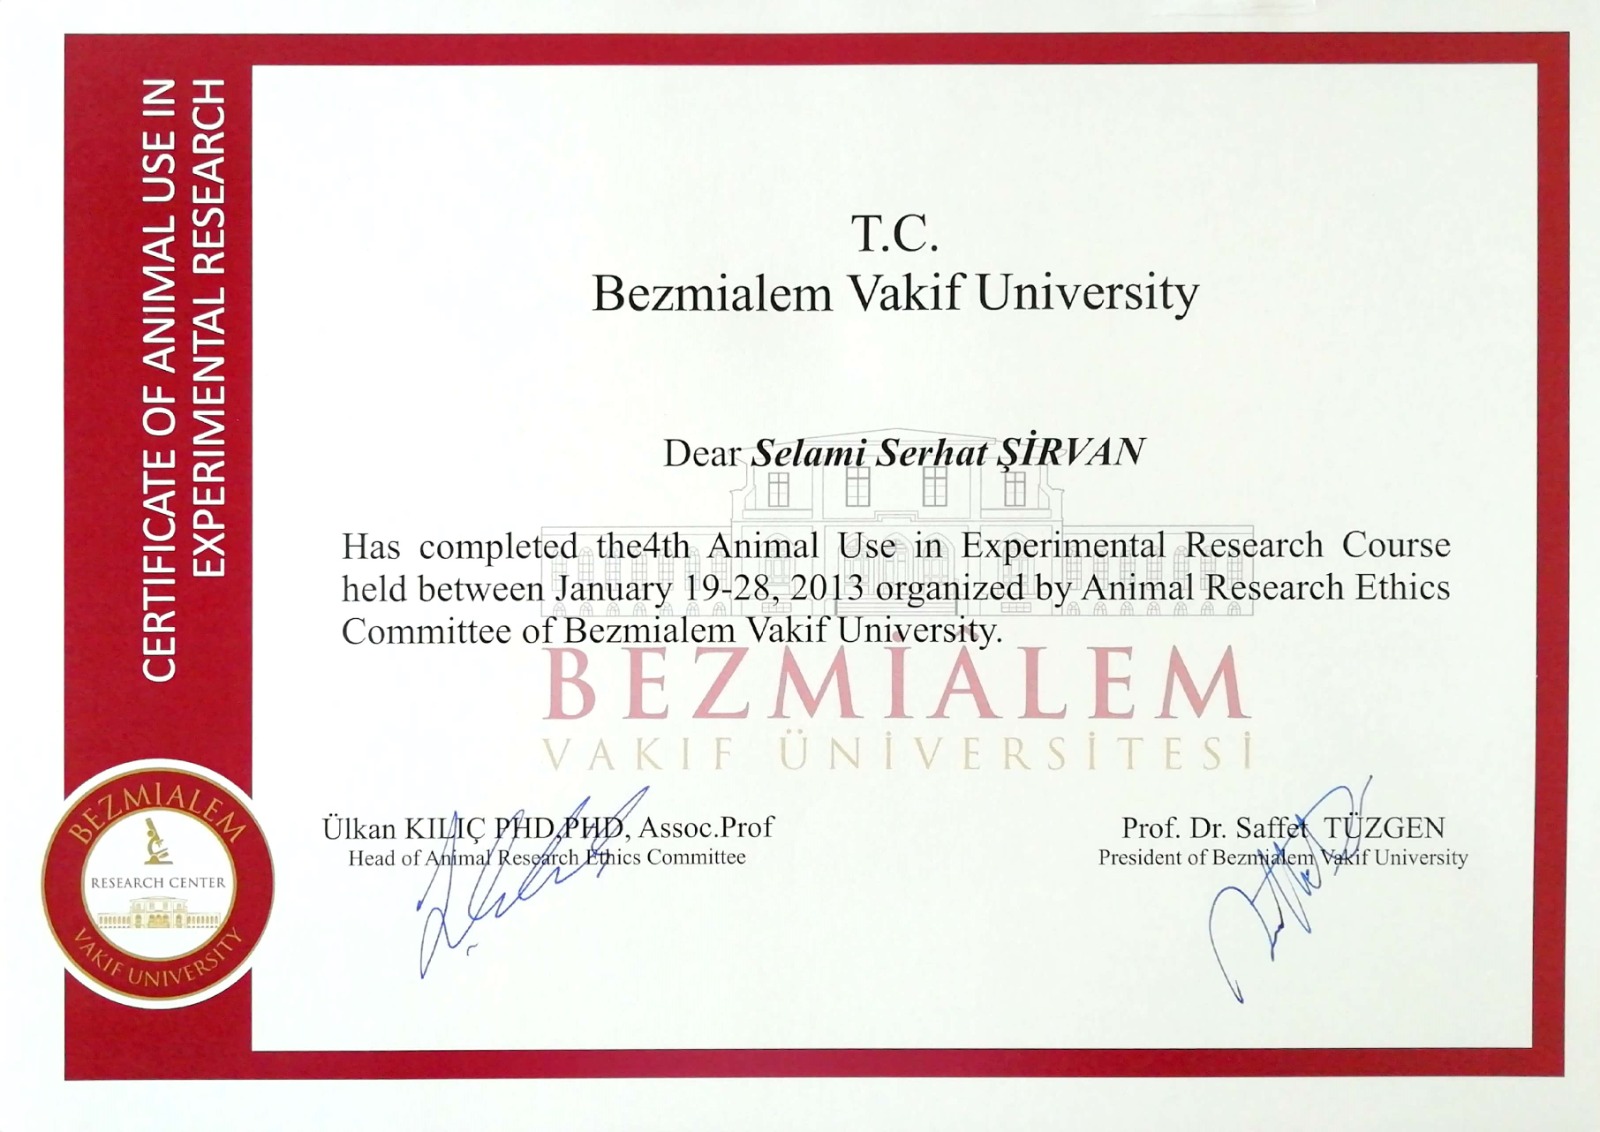 CERTIFICATE OF ANIMAL USE IN
EXPERIMENTAL RESEARCH
T.C.
Bezmialem Vakif University
Dear Selami Serhat ŞİRVAN
Has completed the4th Animal Use in Experimental Research Course
held between January 19-28, 2013 organized by Animal Research Ethics
Committee of Bezmialem Vakif University.
BEZMİÂLEM
VAKIF ÜNİVERSİTESİ
Ülkan KILIÇ PHD,PHD, Assoc.Prof
Head of Animal Research Ethics Committee
Prof. Dr. Saffet TÜZGEN
President of Bezmialem Vakif University
BEZMIALEM
RESEARCH CENTER
VAKIF UNIVERSITY